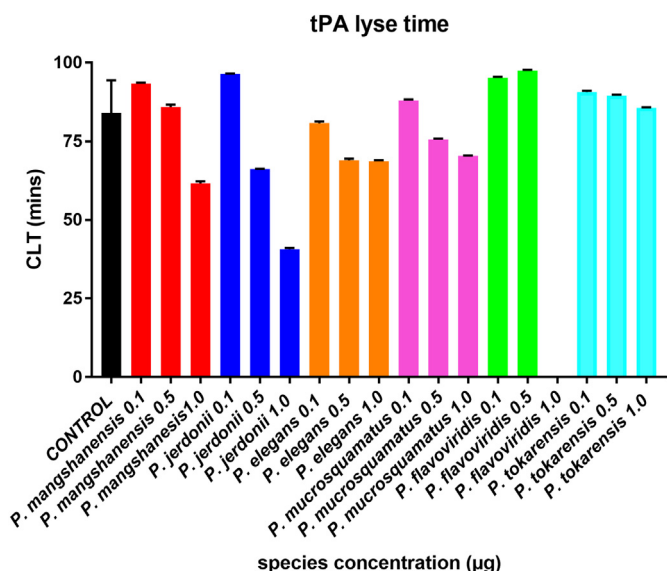 tPA lyse time
CLT (mins)
100
75
50
25
0
CONTROL
P. mangshanensis 0.1
P. mangshanensis 0.5
P. mangshanesis1.0
P. jerdonii 0.1
P. jerdonii 0.5
P. jerdonii 1.0
P. elegans 0.1
P. elegans 0.5
P. elegans 1.0
P. mucrosquamatus 0.1
P. mucrosquamatus 0.5
P. mucrosquamatus 1.0
P. flavoviridis 0.1
P. flavoviridis 0.5
P. flavoviridis 1.0
P. tokarensis 0.1
P. tokarensis 0.5
P. tokarensis 1.0
species concentration (µg)